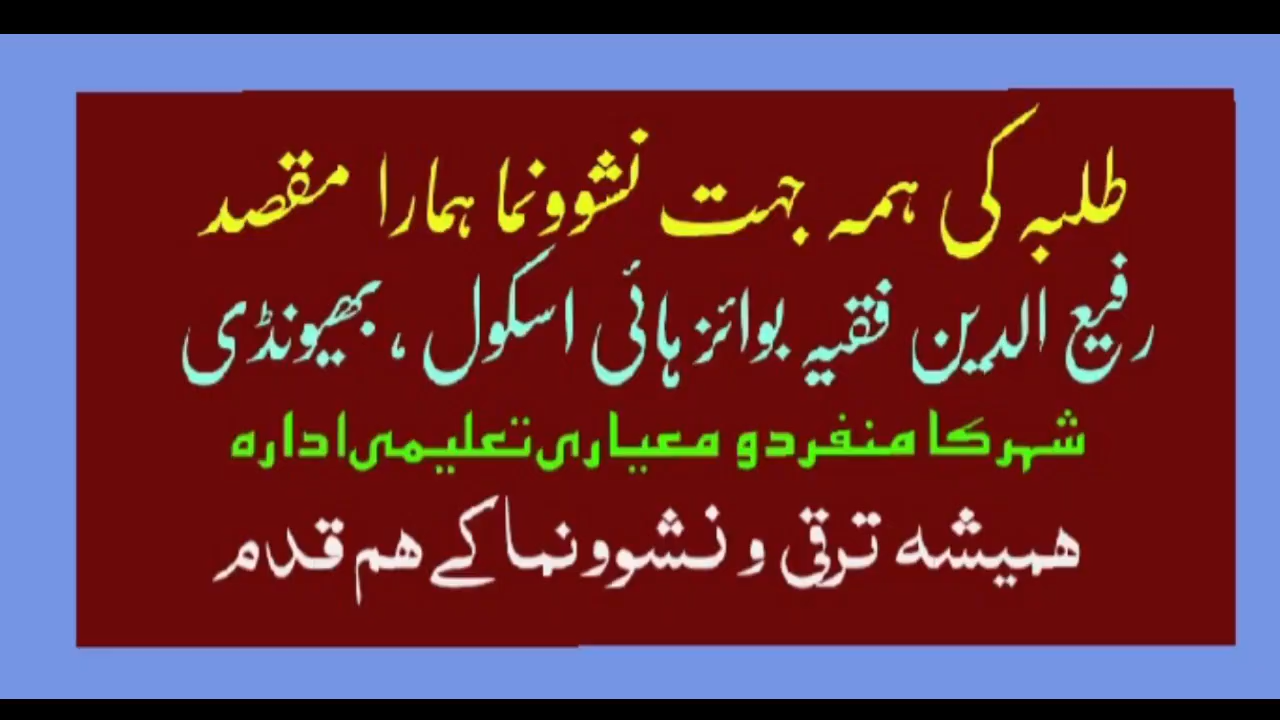 طلبہ کی ہمہ جہت نشوونما ہمارا مقصد
رفیع الدین فقیہ بوائز ہائی اسکول ، بھیونڈی
شہر کا منفرد و معیاری تعلیمی ادارہ
ہمیشہ ترقی و نشوونما کے ہم قدم